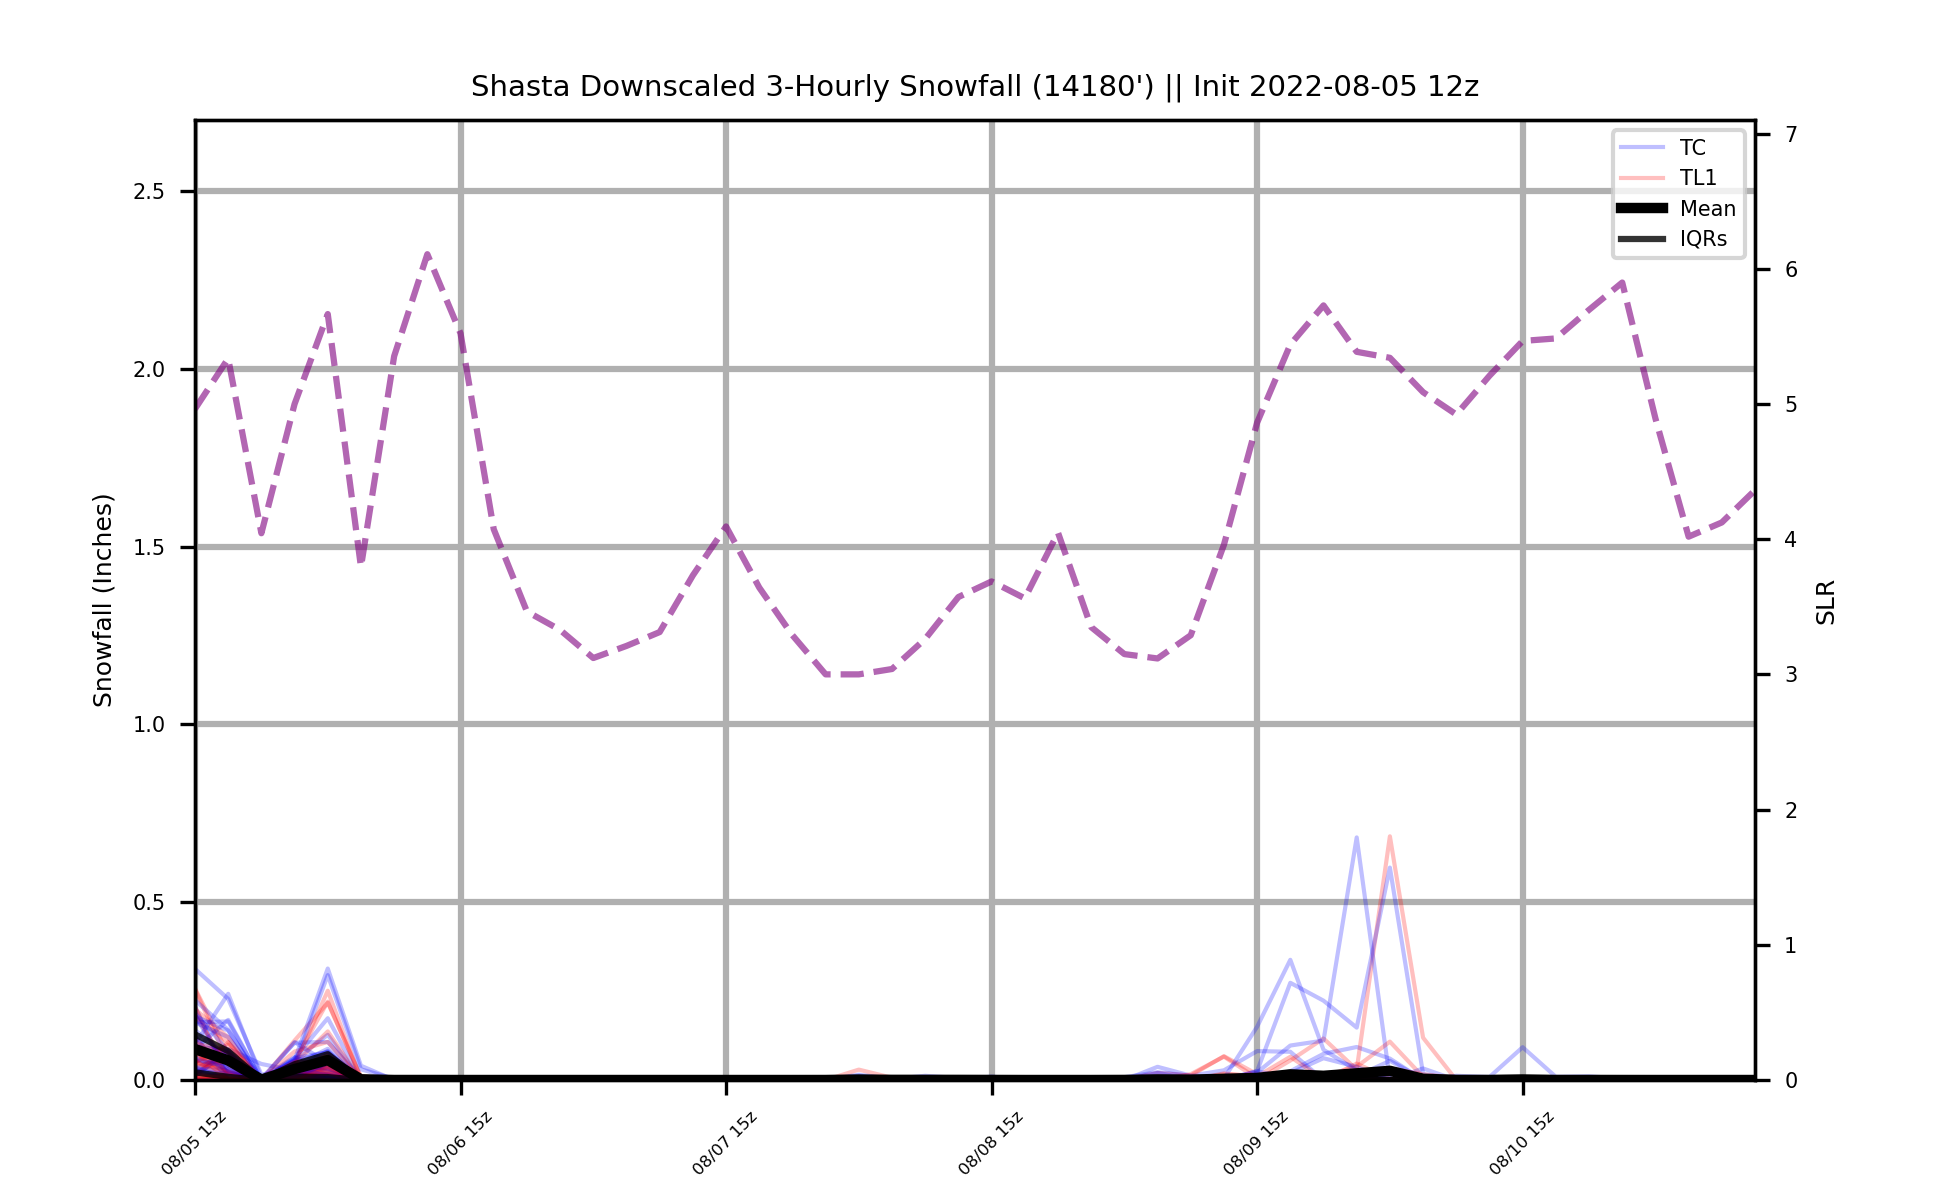 Shasta Downscaled 3-Hourly Snowfall (14180') || Init 2022-08-05 12z
TC
TL1
Mean
IQRs
Snowfall (Inches)
2.5
2.0
1.5
1.0
0.5
0.0
7
6
5
4
3
2
1
0
SLR
08/05 15z
08/06 15z
08/07 15z
08/08 15z
08/09 15z
08/10 15z